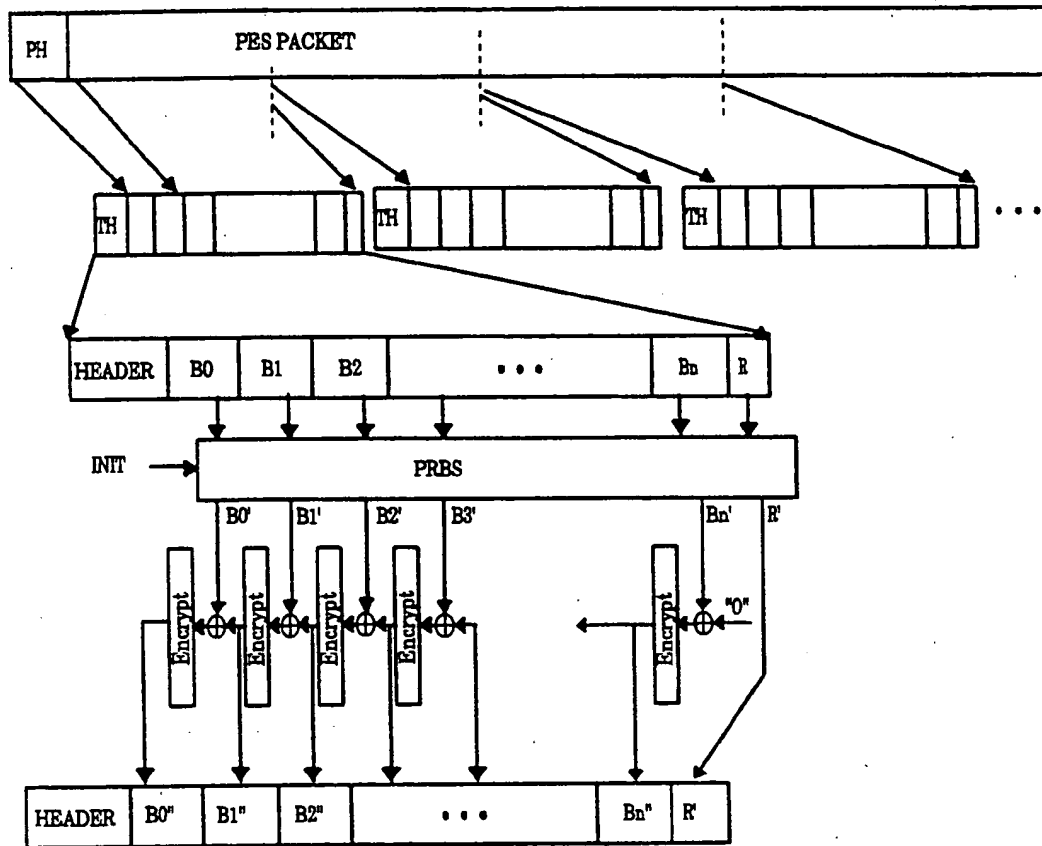 PH PES PACKET
TH TH TH • • •
HEADER B0 B1 B2 • • • Bn R
INIT PRBS
B0' B1' B2' B3' Bn' R'
Encrypt Encrypt Encrypt Encrypt Encrypt "0"
HEADER B0" B1" B2" • • • Bn" R'